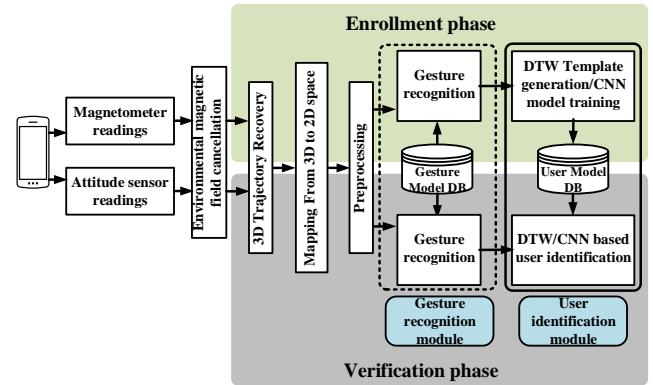 Enrollment phase
Magnetometer
readings
Attitude sensor
readings
Environmental magnetic
field cancellation
3D Trajectory Recovery
Mapping From 3D to 2D space
Preprocessing
Gesture
recognition
DTW Template
generation/CNN
model training
Gesture
Model DB
User Model
DB
Gesture
recognition
DTW/CNN based
user identification
Gesture
recognition
module
User
identification
module
Verification phase